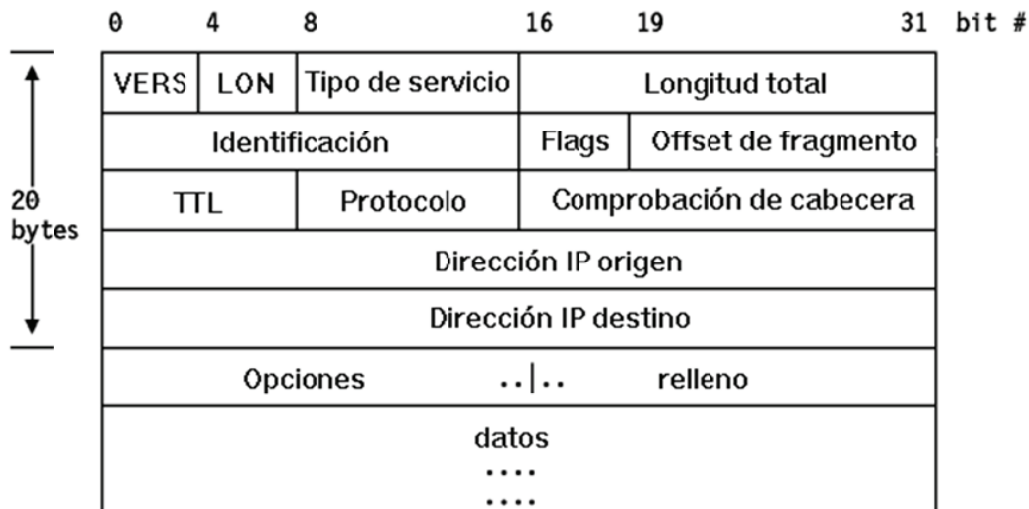 0 4 8 16 19 31 bit #
VERS LON Tipo de servicio Longitud total
Identificación Flags Offset de fragmento
20 bytes
TTL Protocolo Comprobación de cabecera
Dirección IP origen
Dirección IP destino
Opciones ..|.. relleno
datos
....
....